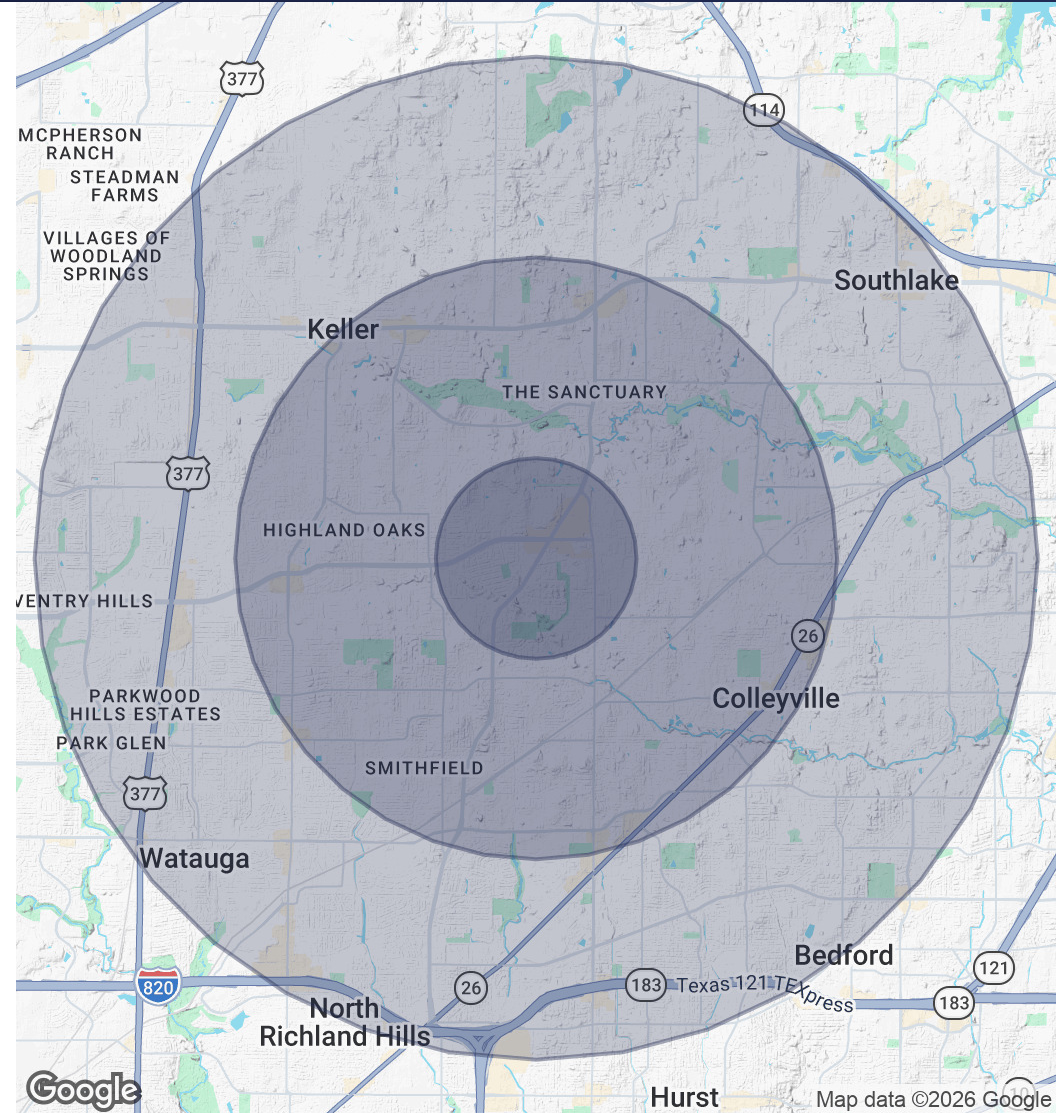 377
114
MCPHERSON
RANCH
STEADMAN
FARMS
VILLAGES OF
WOODLAND
SPRINGS
Southlake
Keller
THE SANCTUARY
377
HIGHLAND OAKS
VENTRY HILLS
26
PARKWOOD
HILLS ESTATES
Colleyville
PARK GLEN
SMITHFIELD
377
Watauga
Bedford
121
820
26
183
Texas 121 TEXpress
183
North
Richland Hills
Google
Hurst
Map data ©2026 Google